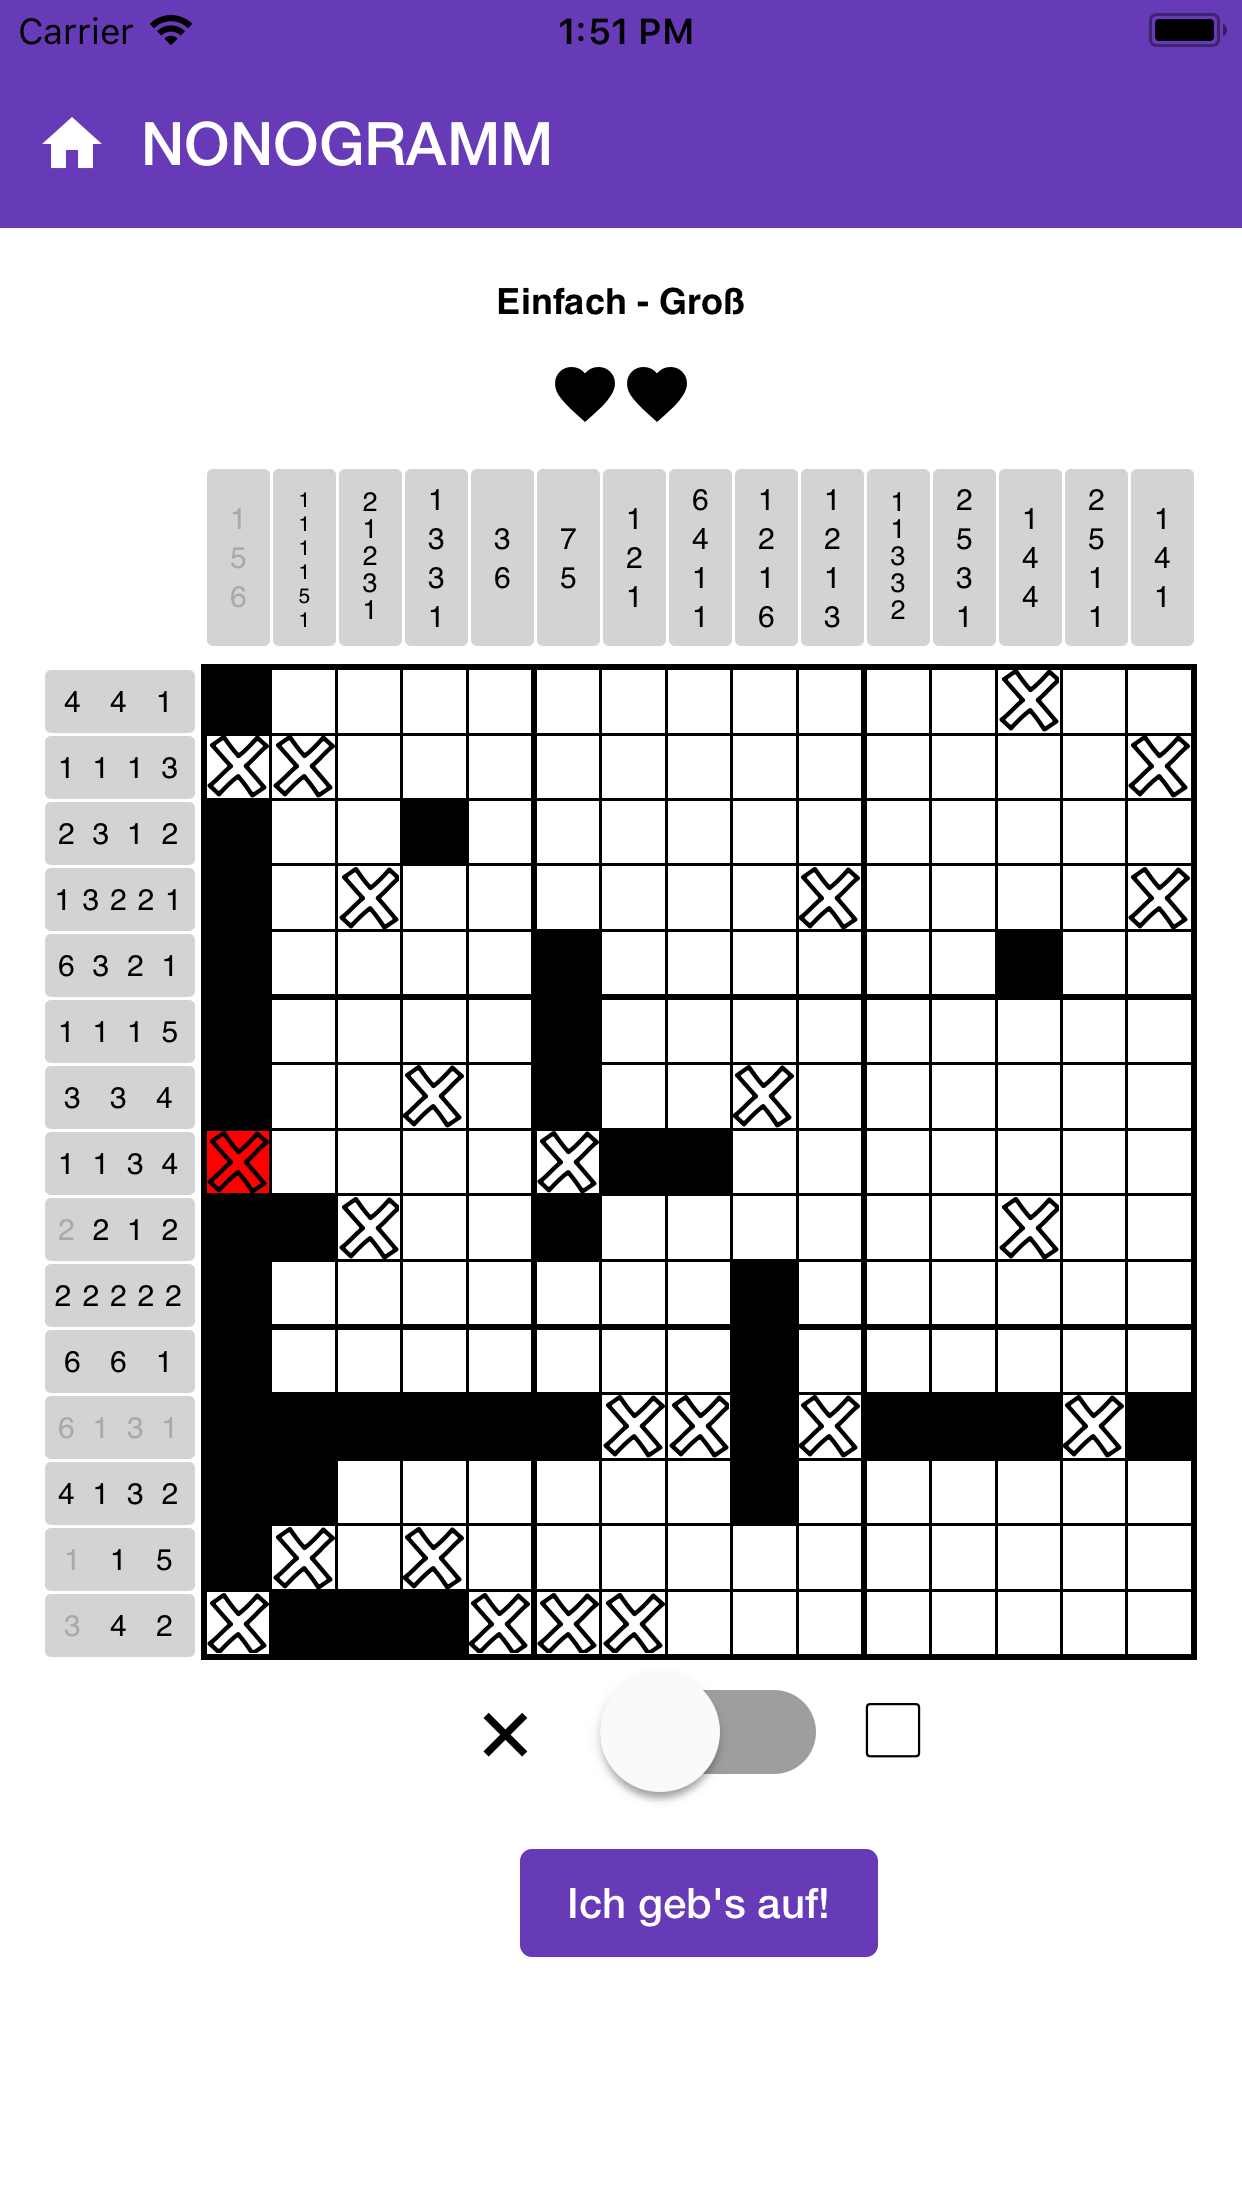 Carrier 1:51 PM
NONOGRAMM
Einfach - Groß
1 1 2 1 3 7 1 6 1 1 1 2 1 2 1
5 1 1 3 6 5 2 4 2 2 1 5 4 5 4
6 1 2 3 1 1 1 1 3 3 4 1 1
1 3 1 1 6 3 3 1 1
5 1 2
1
4 4 1
1 1 1 3
2 3 1 2
1 3 2 2 1
6 3 2 1
1 1 1 5
3 3 4
1 1 3 4
2 2 1 2
2 2 2 2 2
6 6 1
6 1 3 1
4 1 3 2
1 1 5
3 4 2
Ich geb's auf!